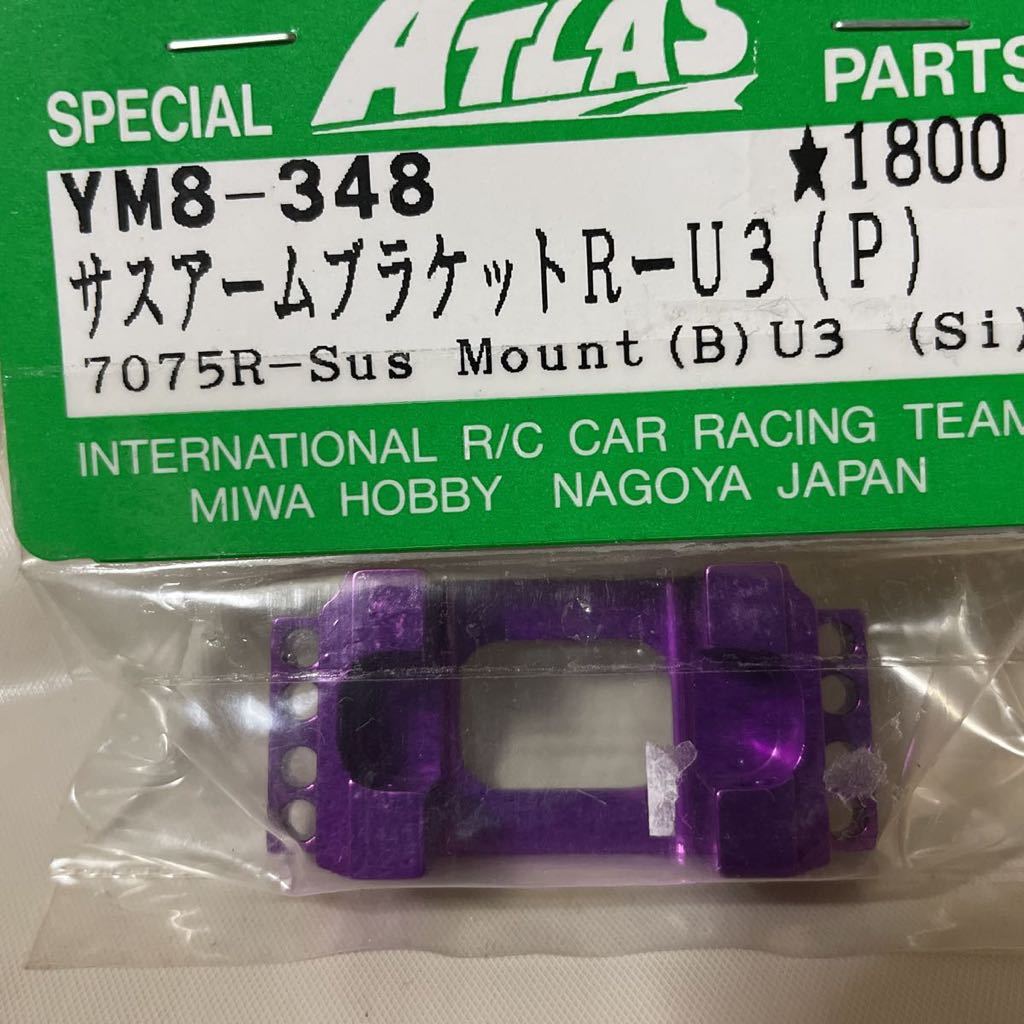 ATLAS
SPECIAL PARTS
YM8-348 ★1800
サスアームブラケットR-U3(P)
7075R-Sus Mount(B)U3 (Si)
INTERNATIONAL R/C CAR RACING TEAM
MIWA HOBBY NAGOYA JAPAN